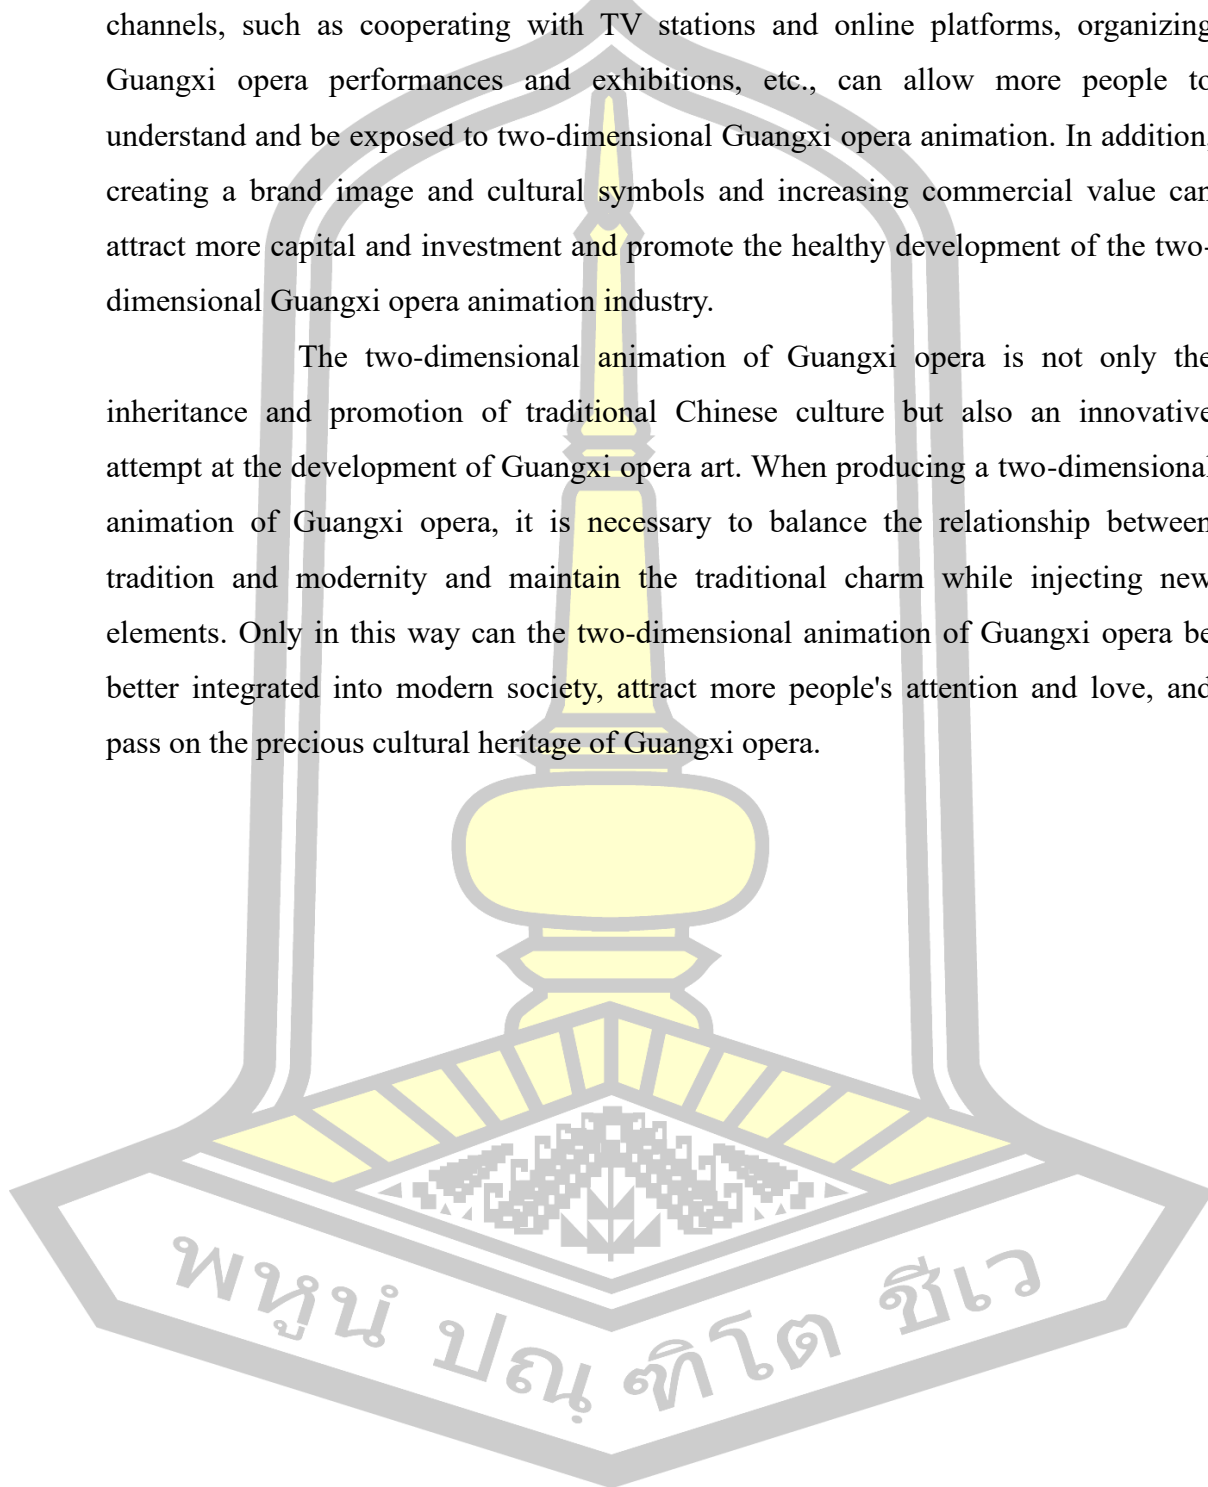 channels, such as cooperating with TV stations and online platforms, organizing
Guangxi opera performances and exhibitions, etc., can allow more people to
understand and be exposed to two-dimensional Guangxi opera animation. In addition,
creating a brand image and cultural symbols and increasing commercial value can
attract more capital and investment and promote the healthy development of the two-
dimensional Guangxi opera animation industry.
The two-dimensional animation of Guangxi opera is not only the
inheritance and promotion of traditional Chinese culture but also an innovative
attempt at the development of Guangxi opera art. When producing a two-dimensional
animation of Guangxi opera, it is necessary to balance the relationship between
tradition and modernity and maintain the traditional charm while injecting new
elements. Only in this way can the two-dimensional animation of Guangxi opera be
better integrated into modern society, attract more people's attention and love, and
pass on the precious cultural heritage of Guangxi opera.
พหูนํ ปณฺฑิโต ชีเว